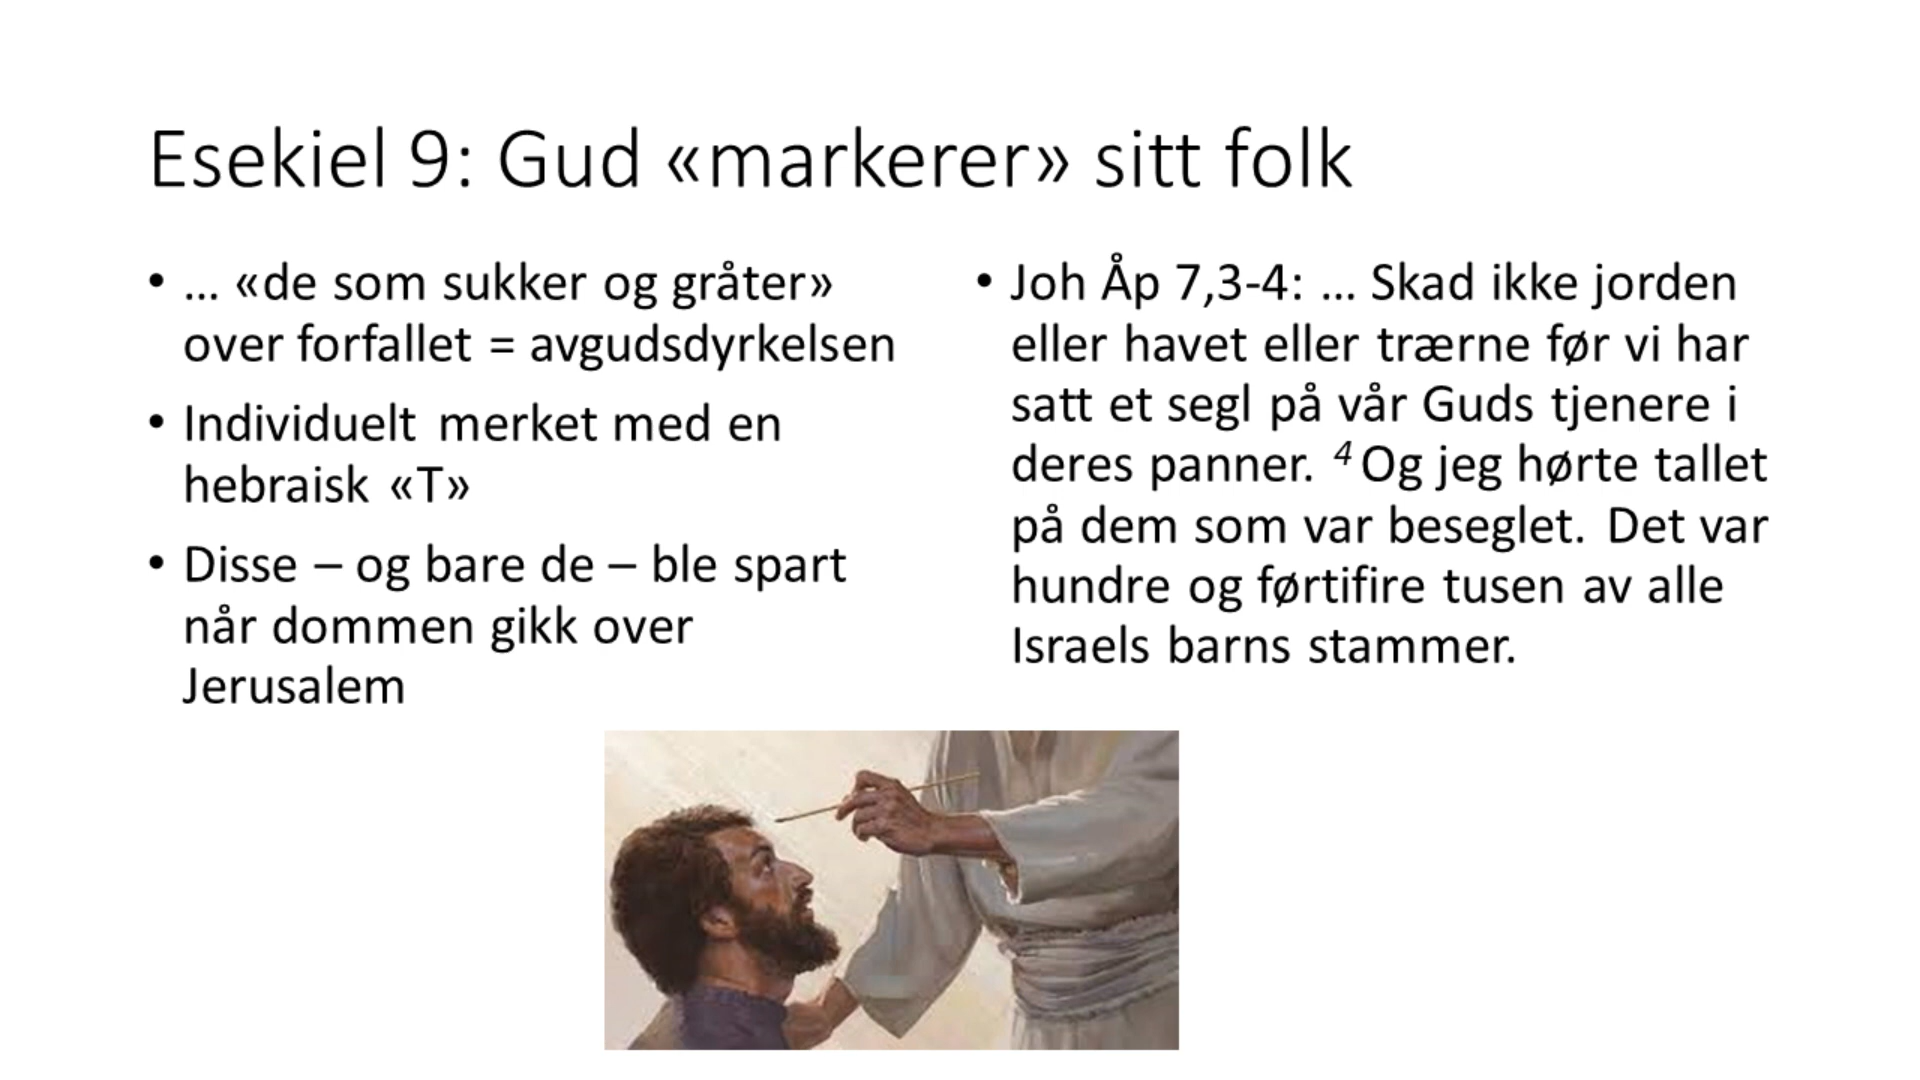 Esekiel 9: Gud «markerer» sitt folk
• ... «de som sukker og gråter»
over forfallet = avgudsdyrkelsen
• Individuelt merket med en
hebraisk «T»
• Disse – og bare de – ble spart
når dommen gikk over
Jerusalem
• Joh Åp 7,3-4: ... Skad ikke jorden
eller havet eller trærne før vi har
satt et segl på vår Guds tjenere i
deres panner. 4 Og jeg hørte tallet
på dem som var beseglet. Det var
hundre og førtifire tusen av alle
Israels barns stammer.